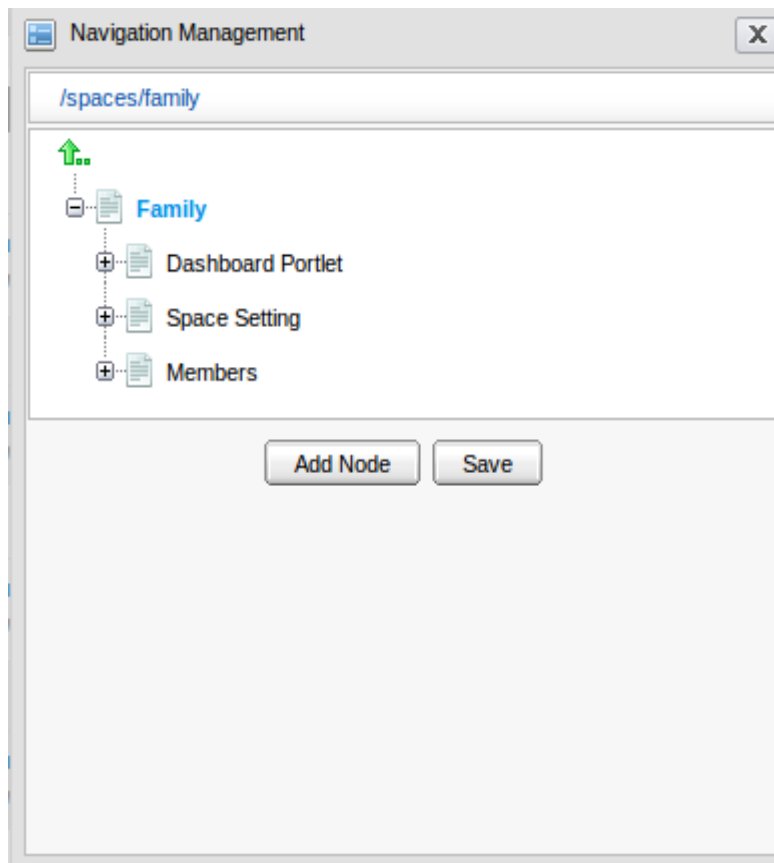 Navigation Management
X
/spaces/family
Family
Dashboard Portlet
Space Setting
Members
Add Node Save